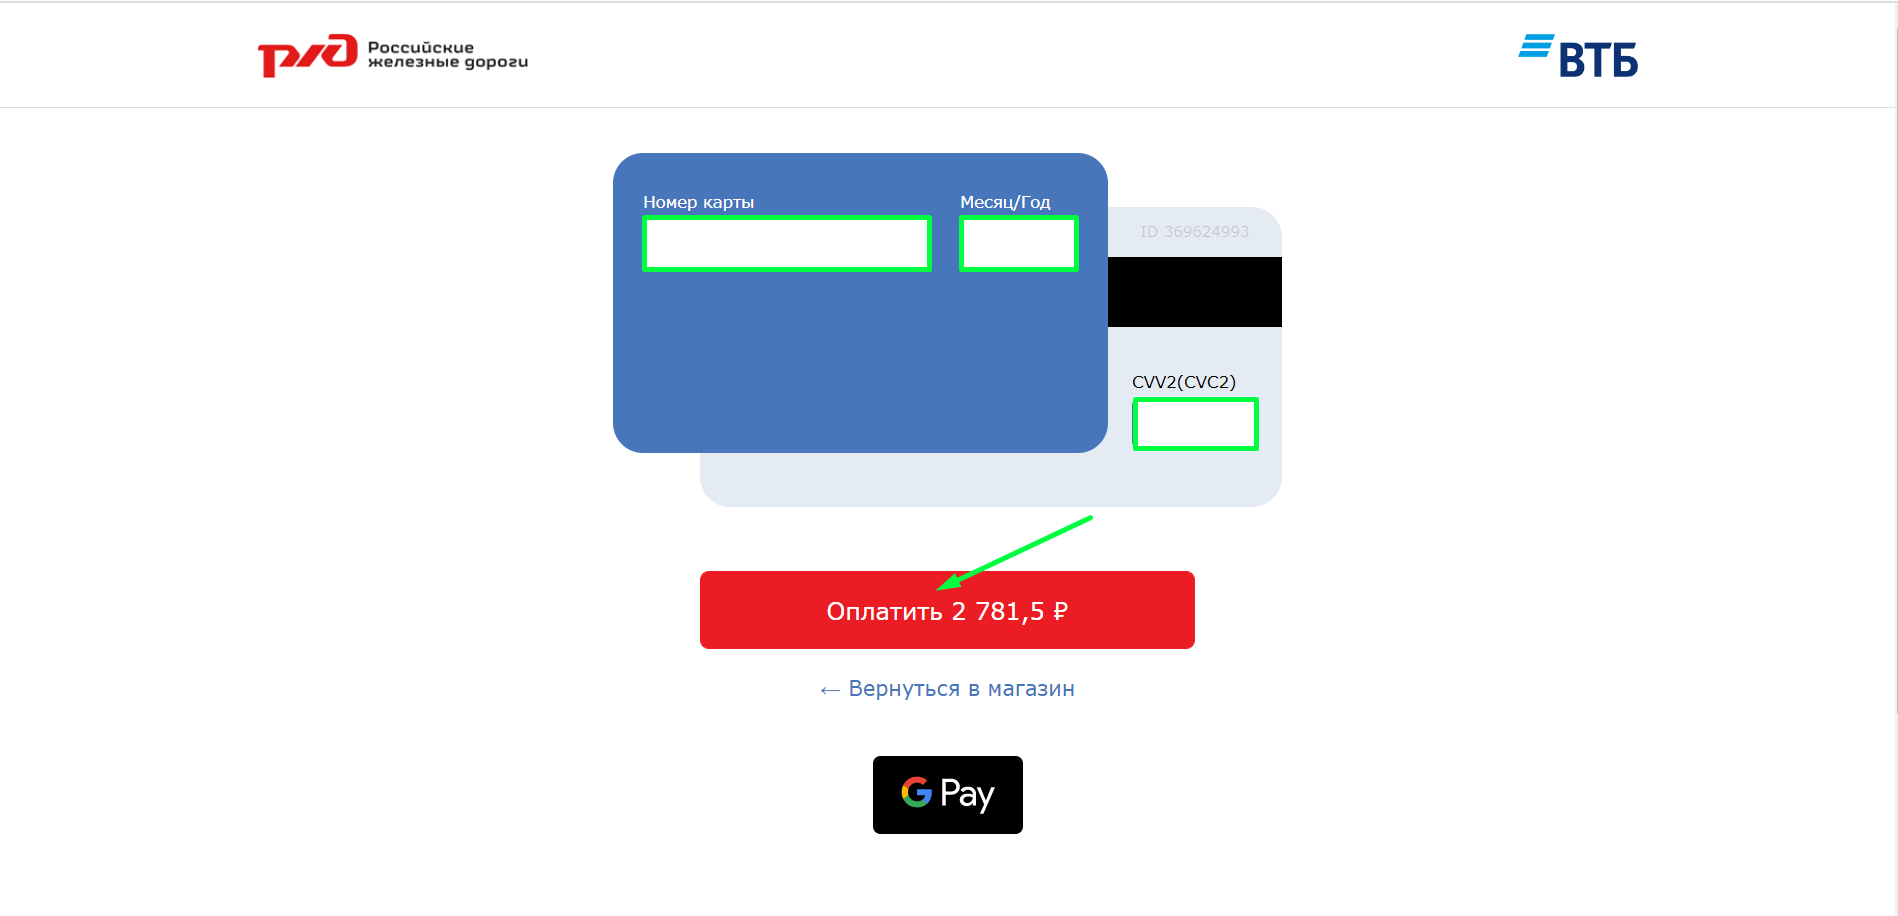 Российские
железные дороги
ВТБ
Номер карты
Месяц/Год
ID 369624993
CVV2(CVC2)
Оплатить 2 781,5 ₽
← Вернуться в магазин
G Pay